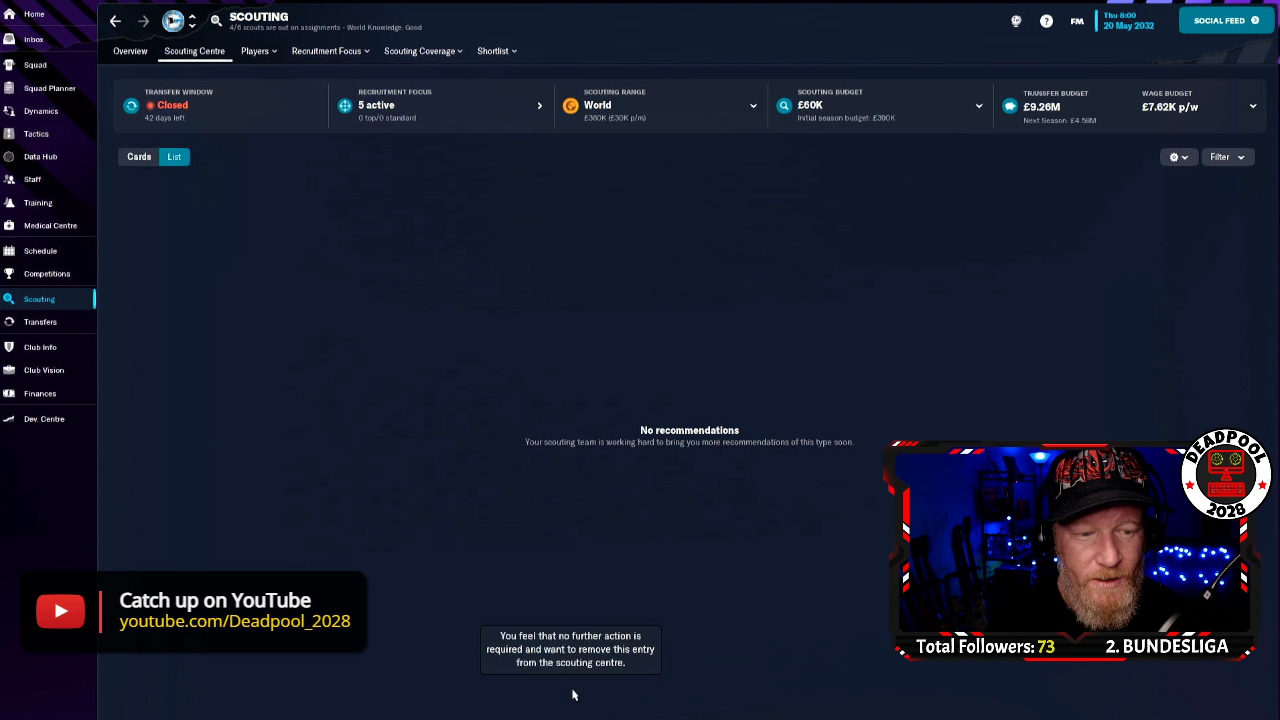 Home
Inbox
Squad
Squad Planner
Dynamics
Tactics
Data Hub
Staff
Training
Medical Centre
Schedule
Competitions
Scouting
Transfers
Club Info
Club Vision
Finances
Dev. Centre
SCOUTING
4/6 scouts are out on assignments - World Knowledge: Good
FM
Thu 8:00
20 May 2032
SOCIAL FEED
Overview
Scouting Centre
Players
Recruitment Focus
Scouting Coverage
Shortlist
TRANSFER WINDOW
Closed
42 days left
RECRUITMENT FOCUS
5 active
0 top/0 standard
SCOUTING RANGE
World
£360K (£30K p/m)
SCOUTING BUDGET
£60K
Initial season budget: £390K
TRANSFER BUDGET
£9.26M
Next Season: £4.58M
WAGE BUDGET
£7.62K p/w
Cards
List
Filter
No recommendations
Your scouting team is working hard to bring you more recommendations of this type soon.
You feel that no further action is
required and want to remove this entry
from the scouting centre.
Catch up on YouTube
youtube.com/Deadpool_2028
DEADPOOL
2028
Total Followers: 73
2. BUNDESLIGA